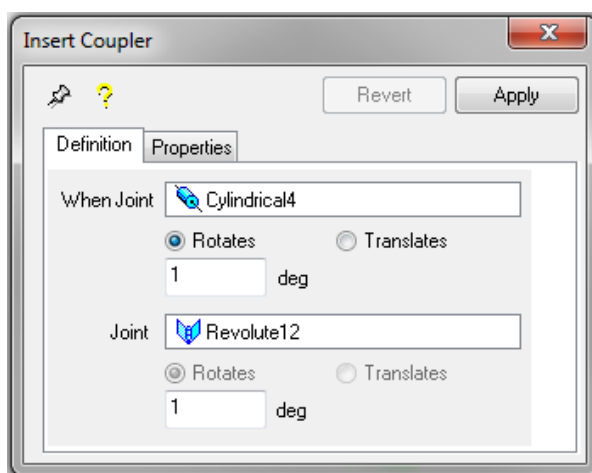 Insert Coupler
? Revert Apply
Definition Properties
When Joint Cylindrical4
Rotates Translates
1 deg
Joint Revolute12
Rotates Translates
1 deg